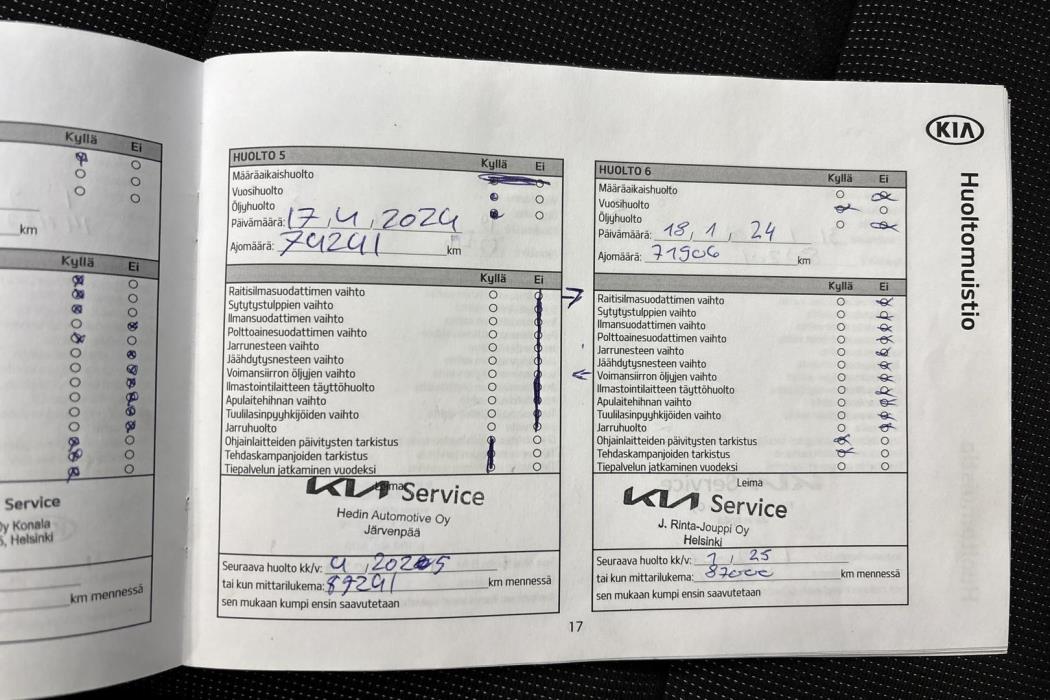 Kyllä Ei
km
Kyllä Ei
Service
Oy Konala
Helsinki
km mennessä
HUOLTO 5 Kyllä Ei
Määräaikaishuolto
Vuosihuolto
Öljyhuolto
Päivämäärä: 17, 4, 2024
Ajomäärä: 79241 km
Kyllä Ei
Raitisilmasuodattimen vaihto
Sytytystulppien vaihto
Ilmansuodattimen vaihto
Polttoainesuodattimen vaihto
Jarrunesteen vaihto
Jäähdytysnesteen vaihto
Voimansiirron öljyjen vaihto
Ilmastointilaitteen täyttöhuolto
Apulaitehihnan vaihto
Tuulilasinpyyhkijöiden vaihto
Jarruhuolto
Ohjainlaitteiden päivitysten tarkistus
Tehdaskampanjoiden tarkistus
Tiepalvelun jatkaminen vuodeksi
Leima
KIA Service
Hedin Automotive Oy
Järvenpää
Seuraava huolto kk/v: 4, 2025
tai kun mittarilukema: 89241 km mennessä
sen mukaan kumpi ensin saavutetaan
HUOLTO 6 Kyllä Ei
Määräaikaishuolto
Vuosihuolto
Öljyhuolto
Päivämäärä: 18, 1, 24
Ajomäärä: 71906 km
Kyllä Ei
Raitisilmasuodattimen vaihto
Sytytystulppien vaihto
Ilmansuodattimen vaihto
Polttoainesuodattimen vaihto
Jarrunesteen vaihto
Jäähdytysnesteen vaihto
Voimansiirron öljyjen vaihto
Ilmastointilaitteen täyttöhuolto
Apulaitehihnan vaihto
Tuulilasinpyyhkijöiden vaihto
Jarruhuolto
Ohjainlaitteiden päivitysten tarkistus
Tehdaskampanjoiden tarkistus
Tiepalvelun jatkaminen vuodeksi
Leima
KIA Service
J. Rinta-Jouppi Oy
Helsinki
Seuraava huolto kk/v: 1, 25
tai kun mittarilukema: 87000 km mennessä
sen mukaan kumpi ensin saavutetaan
KIA
Huoltomuistio
17